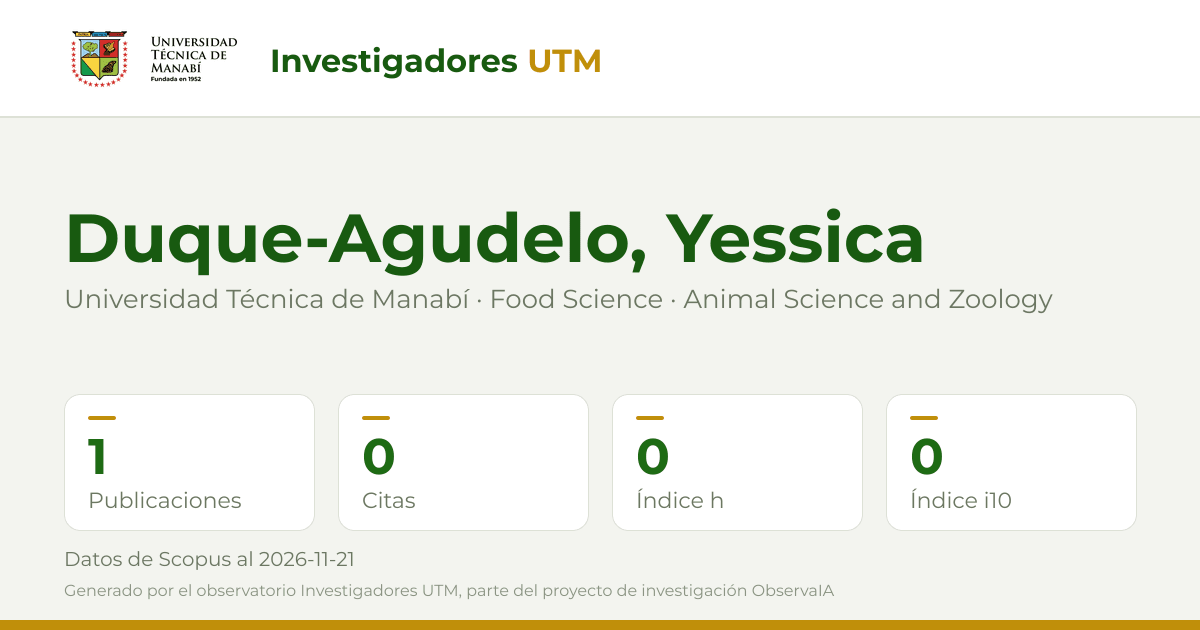 UNIVERSIDAD
TÉCNICA DE
MANABÍ
Fundada en 1952
Investigadores UTM
Duque-Agudelo, Yessica
Universidad Técnica de Manabí · Food Science · Animal Science and Zoology
1
Publicaciones
0
Citas
0
Índice h
0
Índice i10
Datos de Scopus al 2026-11-21
Generado por el observatorio Investigadores UTM, parte del proyecto de investigación ObservaIA